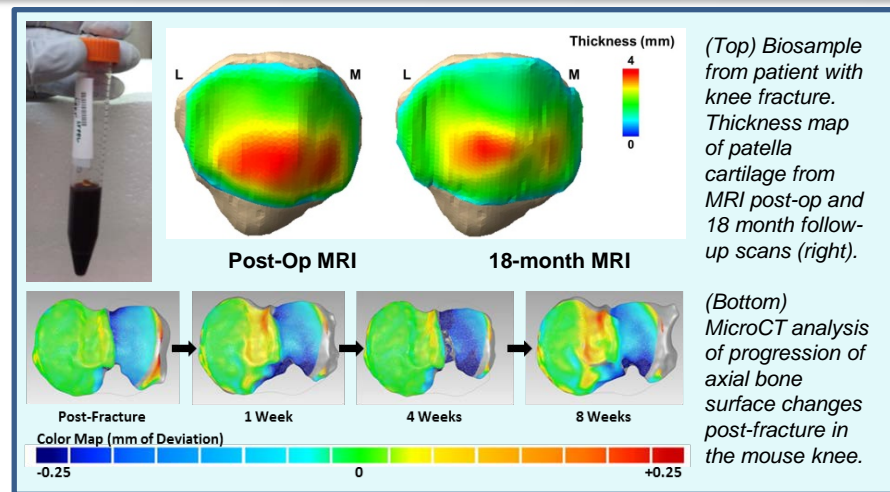 Thickness (mm)
4
0
L
M
L
M
Post-Op MRI
18-month MRI
(Top) Biosample
from patient with
knee fracture.
Thickness map
of patella
cartilage from
MRI post-op and
18 month follow-
up scans (right).
Post-Fracture
1 Week
4 Weeks
8 Weeks
Color Map (mm of Deviation)
-0.25
0
+0.25
(Bottom)
MicroCT analysis
of progression of
axial bone
surface changes
post-fracture in
the mouse knee.